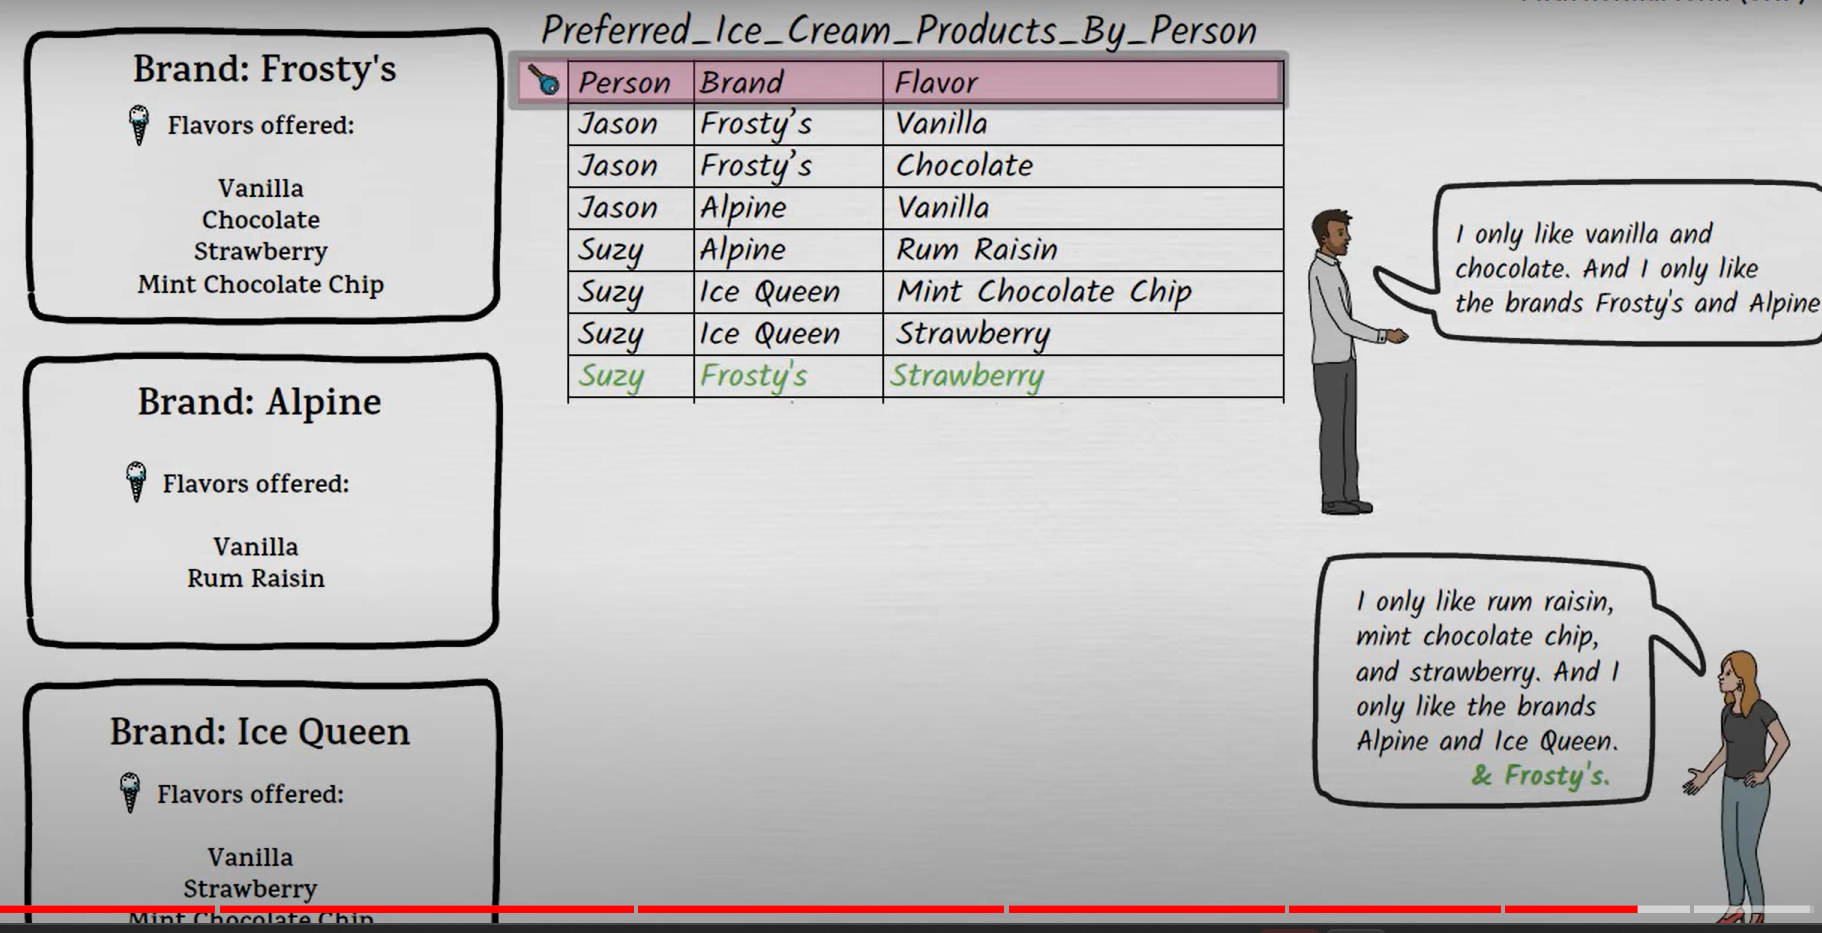 Preferred_Ice_Cream_Products_By_Person
Brand: Frosty's
Flavors offered:
Vanilla
Chocolate
Strawberry
Mint Chocolate Chip
Brand: Alpine
Flavors offered:
Vanilla
Rum Raisin
Brand: Ice Queen
Flavors offered:
Vanilla
Strawberry
Mint Chocolate Chip
Person Brand Flavor
Jason Frosty's Vanilla
Jason Frosty's Chocolate
Jason Alpine Vanilla
Suzy Alpine Rum Raisin
Suzy Ice Queen Mint Chocolate Chip
Suzy Ice Queen Strawberry
Suzy Frosty's Strawberry
I only like vanilla and
chocolate. And I only like
the brands Frosty's and Alpine
I only like rum raisin,
mint chocolate chip,
and strawberry. And I
only like the brands
Alpine and Ice Queen.
& Frosty's.